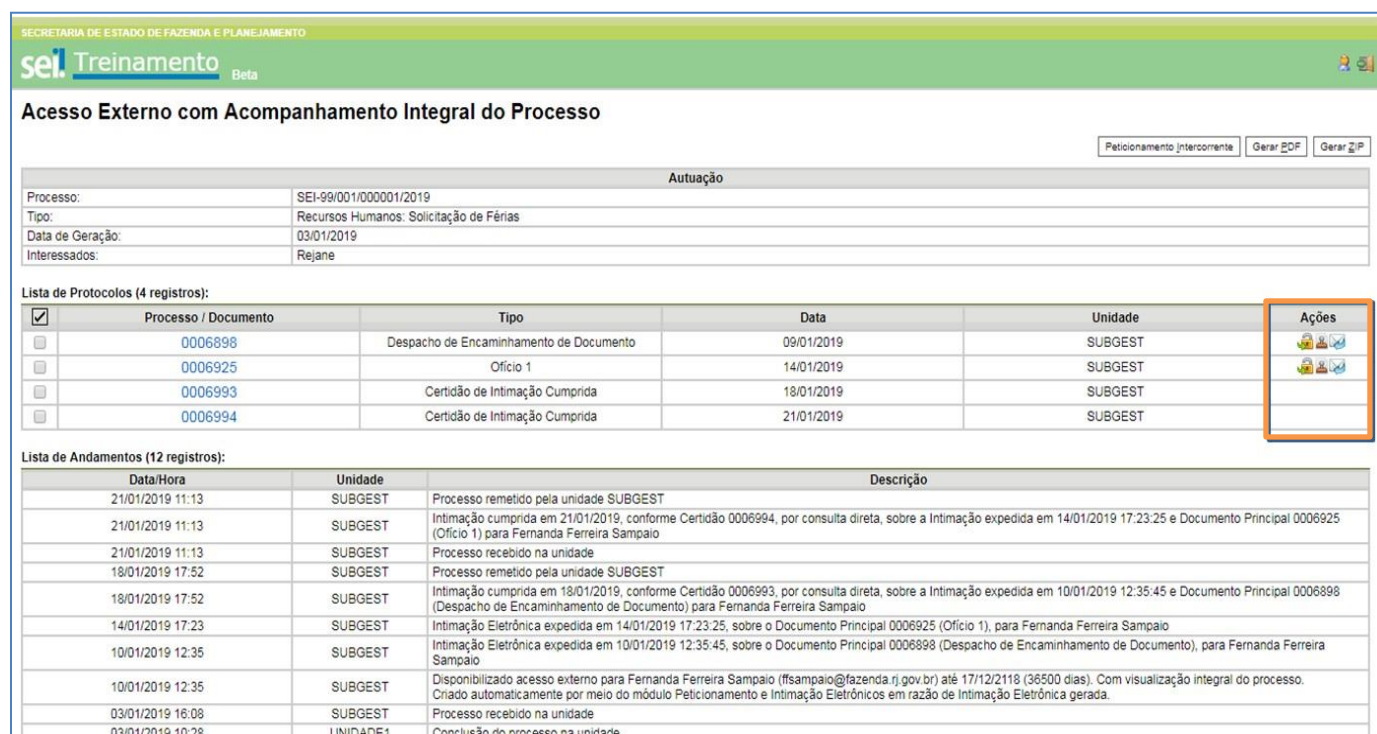 SECRETARIA DE ESTADO DE FAZENDA E PLANEJAMENTO
sei! Treinamento Beta
Acesso Externo com Acompanhamento Integral do Processo
Peticionamento Intercorrente Gerar PDF Gerar ZIP
Autuação
Processo: SEI-99/001/000001/2019
Tipo: Recursos Humanos: Solicitação de Férias
Data de Geração: 03/01/2019
Interessados: Rejane
Lista de Protocolos (4 registros):
Processo / Documento Tipo Data Unidade Ações
0006898 Despacho de Encaminhamento de Documento 09/01/2019 SUBGEST
0006925 Ofício 1 14/01/2019 SUBGEST
0006993 Certidão de Intimação Cumprida 18/01/2019 SUBGEST
0006994 Certidão de Intimação Cumprida 21/01/2019 SUBGEST
Lista de Andamentos (12 registros):
Data/Hora Unidade Descrição
21/01/2019 11:13 SUBGEST Processo remetido pela unidade SUBGEST
21/01/2019 11:13 SUBGEST Intimação cumprida em 21/01/2019, conforme Certidão 0006994, por consulta direta, sobre a Intimação expedida em 14/01/2019 17:23:25 e Documento Principal 0006925
(Ofício 1) para Fernanda Ferreira Sampaio
21/01/2019 11:13 SUBGEST Processo recebido na unidade
18/01/2019 17:52 SUBGEST Processo remetido pela unidade SUBGEST
18/01/2019 17:52 SUBGEST Intimação cumprida em 18/01/2019, conforme Certidão 0006993, por consulta direta, sobre a Intimação expedida em 10/01/2019 12:35:45 e Documento Principal 0006898
(Despacho de Encaminhamento de Documento) para Fernanda Ferreira Sampaio
14/01/2019 17:23 SUBGEST Intimação Eletrônica expedida em 14/01/2019 17:23:25, sobre o Documento Principal 0006925 (Ofício 1), para Fernanda Ferreira Sampaio
10/01/2019 12:35 SUBGEST Intimação Eletrônica expedida em 10/01/2019 12:35:45, sobre o Documento Principal 0006898 (Despacho de Encaminhamento de Documento), para Fernanda Ferreira
Sampaio
10/01/2019 12:35 SUBGEST Disponibilizado acesso externo para Fernanda Ferreira Sampaio (ffsampaio@fazenda.rj.gov.br) até 17/12/2118 (36500 dias). Com visualização integral do processo.
Criado automaticamente por meio do módulo Peticionamento e Intimação Eletrônicos em razão de Intimação Eletrônica gerada.
03/01/2019 16:08 SUBGEST Processo recebido na unidade
03/01/2019 10:28 UNIDADE1 Conclusão do processo na unidade